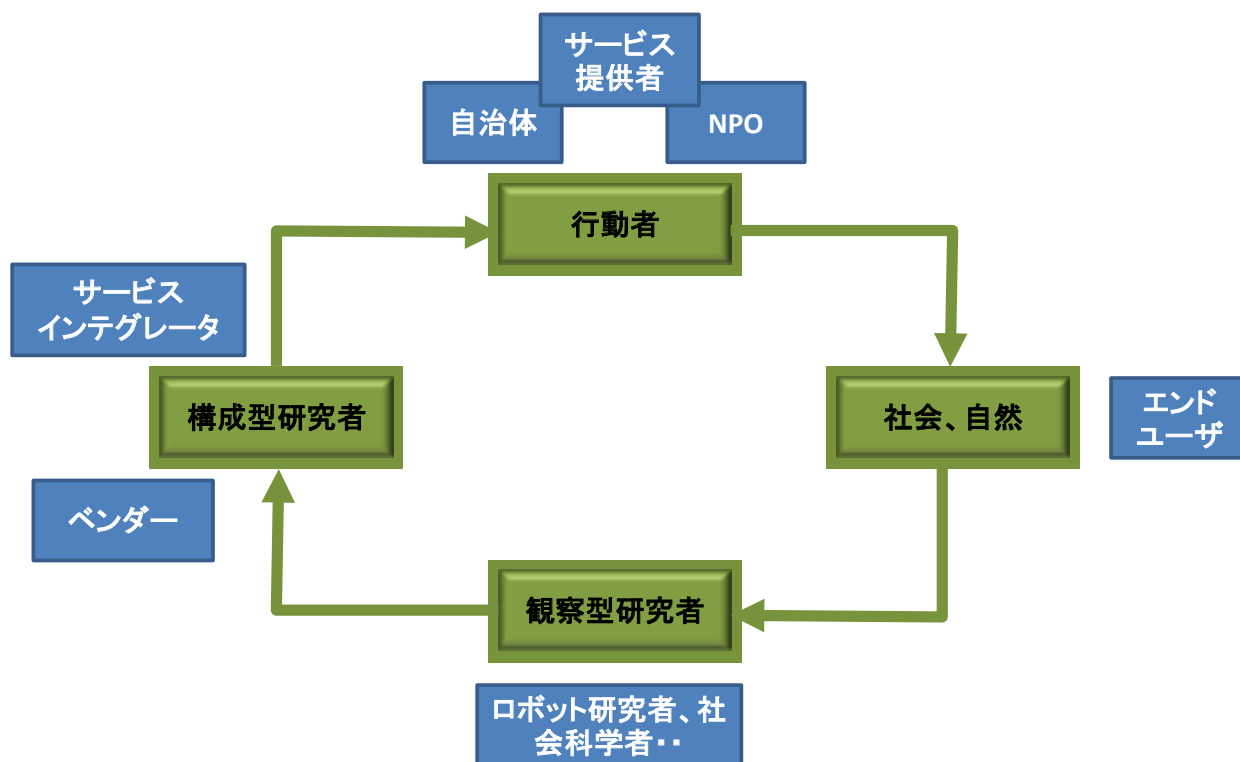 サービス
提供者
自治体
NPO
行動者
サービス
インテグレータ
構成型研究者
社会、自然
エンド
ユーザ
ベンダー
観察型研究者
ロボット研究者、社
会科学者・・